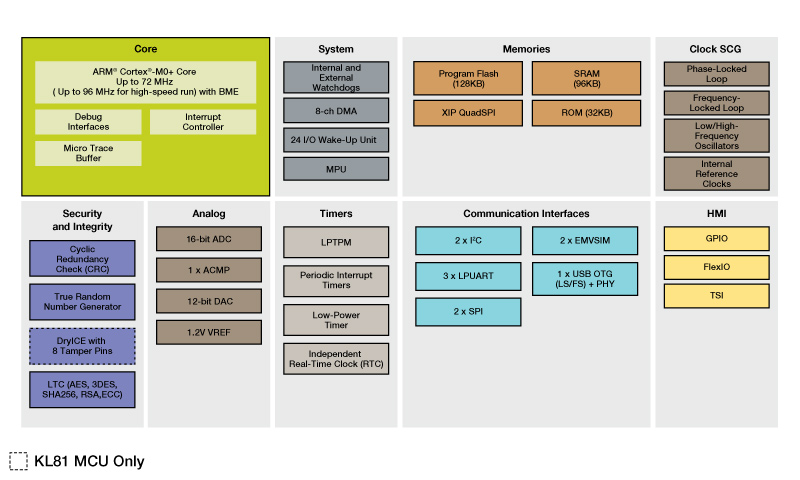 Core
ARM® Cortex®-M0+ Core
Up to 72 MHz
( Up to 96 MHz for high-speed run) with BME
Debug
Interfaces
Interrupt
Controller
Micro Trace
Buffer
System
Internal and
External
Watchdogs
8-ch DMA
24 I/O Wake-Up Unit
MPU
Memories
Program Flash
(128KB)
SRAM
(96KB)
XIP QuadSPI
ROM (32KB)
Clock SCG
Phase-Locked
Loop
Frequency-
Locked Loop
Low/High-
Frequency
Oscillators
Internal
Reference
Clocks
Security
and Integrity
Cyclic
Redundancy
Check (CRC)
True Random
Number Generator
DryICE with
8 Tamper Pins
LTC (AES, 3DES,
SHA256, RSA,ECC)
Analog
16-bit ADC
1 x ACMP
12-bit DAC
1.2V VREF
Timers
LPTPM
Periodic Interrupt
Timers
Low-Power
Timer
Independent
Real-Time Clock (RTC)
Communication Interfaces
2 x I²C
2 x EMVSIM
3 x LPUART
1 x USB OTG
(LS/FS) + PHY
2 x SPI
HMI
GPIO
FlexIO
TSI
KL81 MCU Only